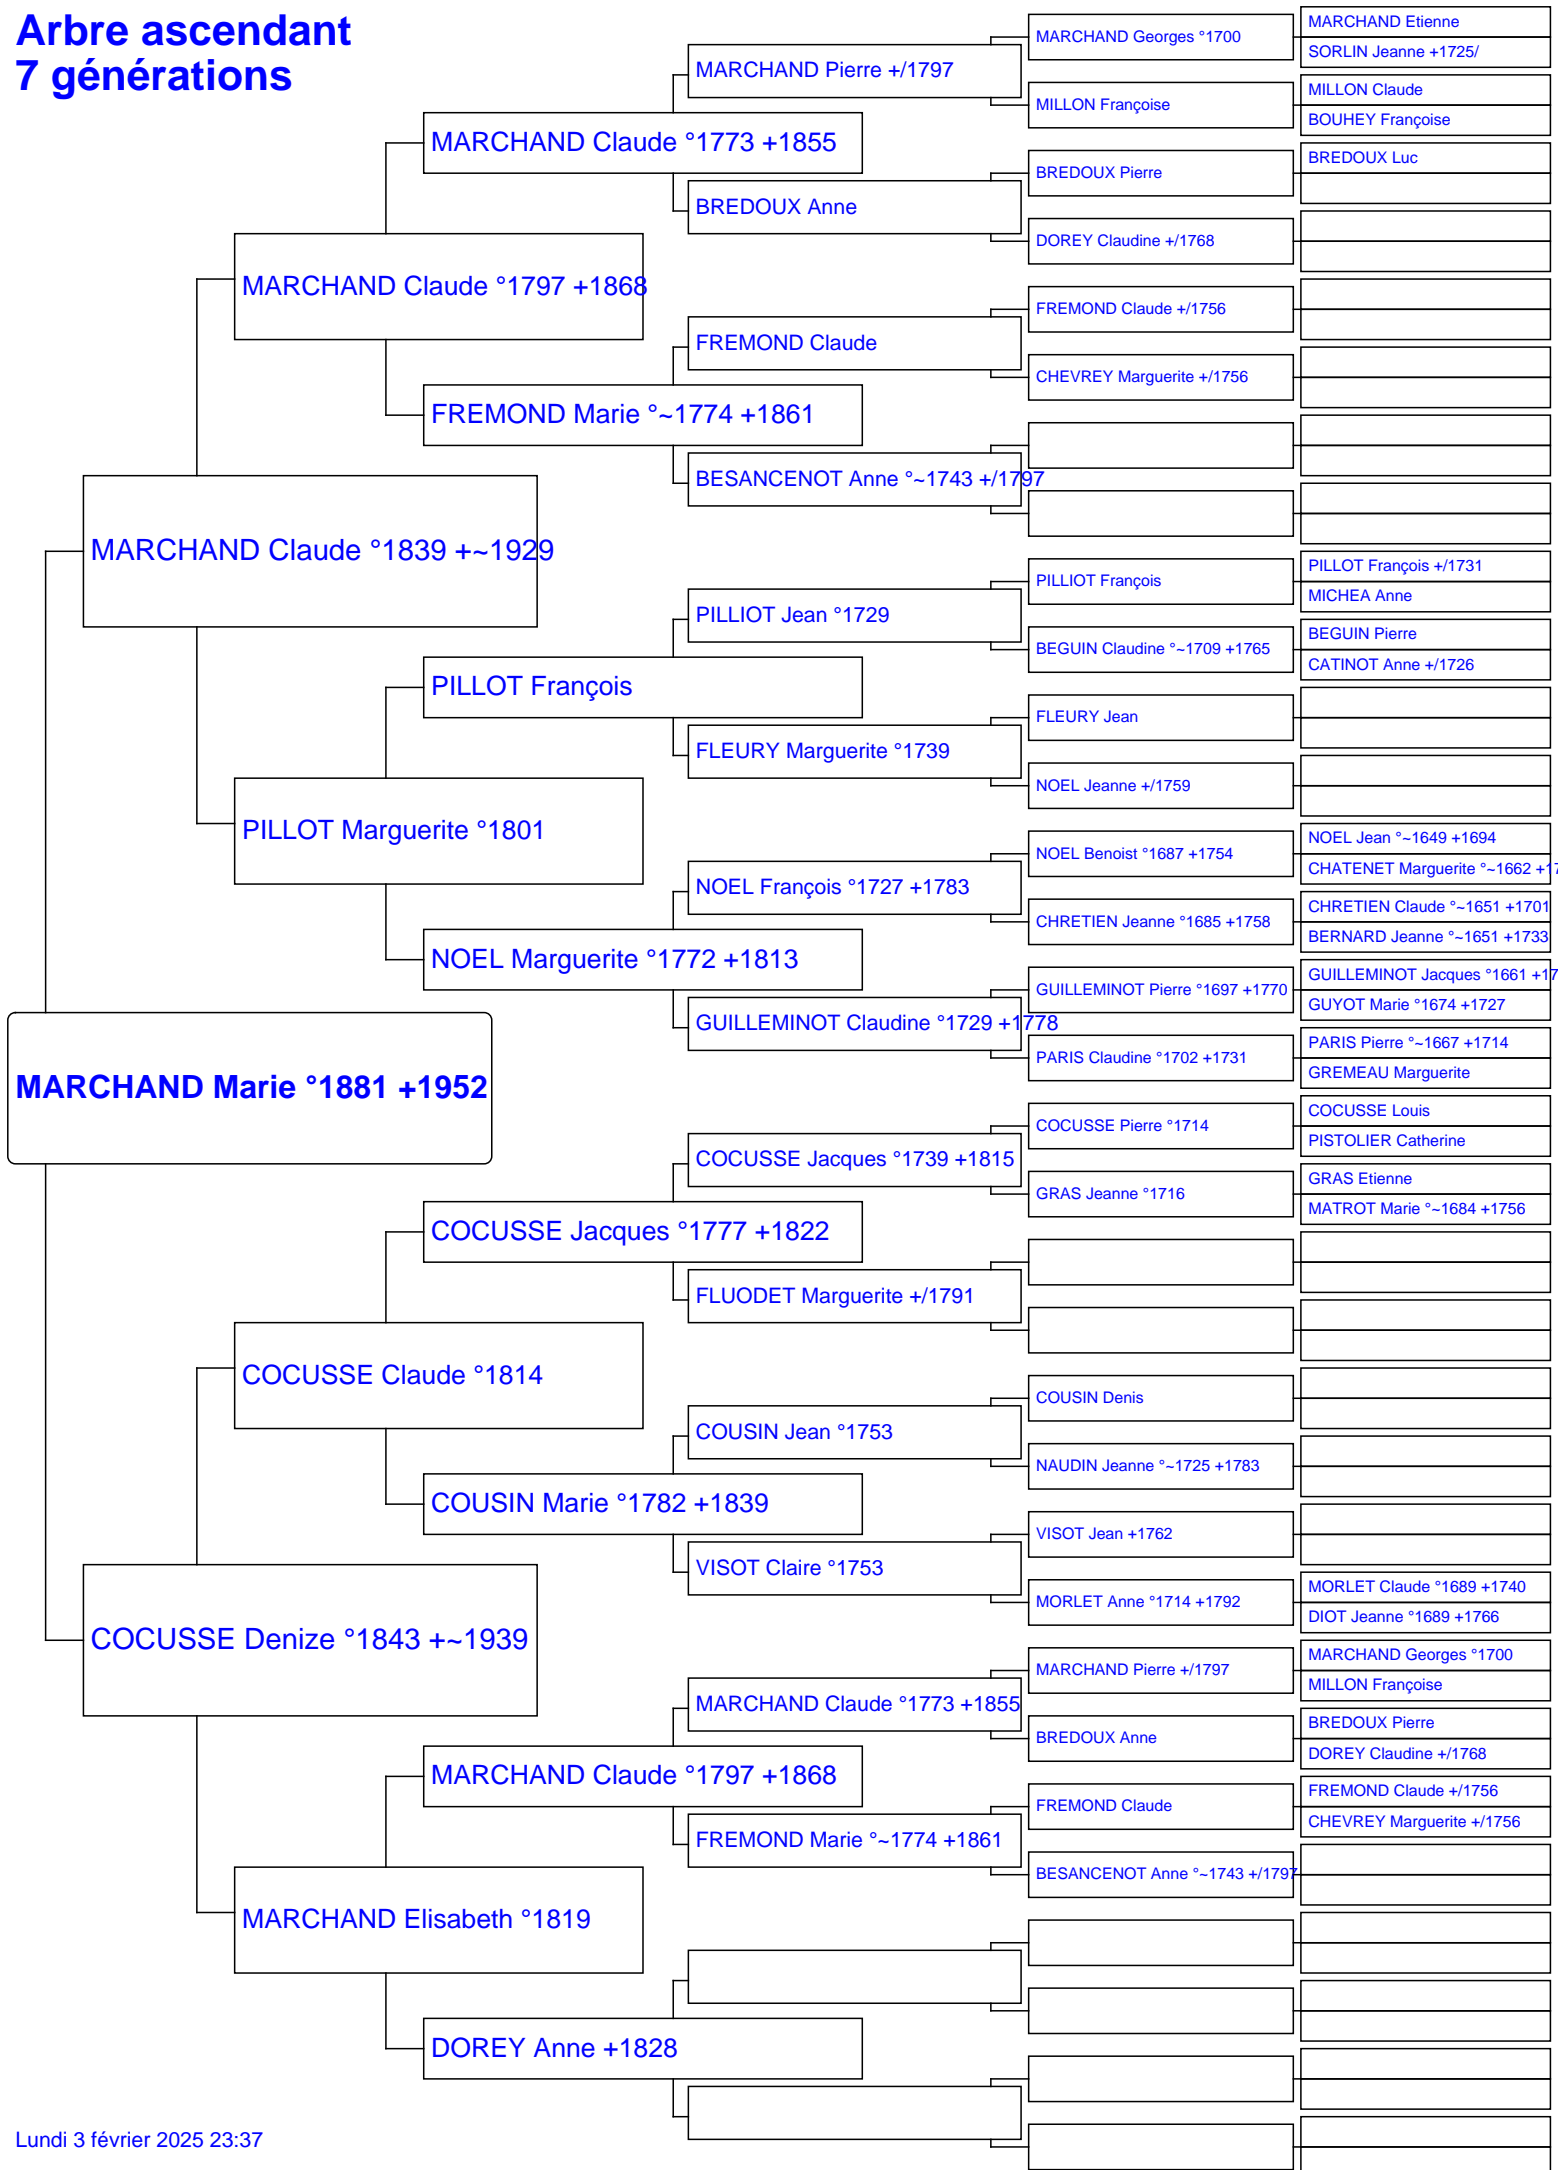 Arbre ascendant
7 générations
MARCHAND Marie °1881 +1952
MARCHAND Claude °1839 +~1929
COCUSSE Denize °1843 +~1939
MARCHAND Claude °1797 +1868
PILLOT Marguerite °1801
COCUSSE Claude °1814
MARCHAND Elisabeth °1819
MARCHAND Claude °1773 +1855
FREMOND Marie °~1774 +1861
PILLOT François
NOEL Marguerite °1772 +1813
COCUSSE Jacques °1777 +1822
COUSIN Marie °1782 +1839
MARCHAND Claude °1797 +1868
DOREY Anne +1828
MARCHAND Pierre +/1797
BREDOUX Anne
FREMOND Claude
BESANCENOT Anne °~1743 +/1797
PILLIOT Jean °1729
FLEURY Marguerite °1739
NOEL François °1727 +1783
GUILLEMINOT Claudine °1729 +1778
COCUSSE Jacques °1739 +1815
FLUODET Marguerite +/1791
COUSIN Jean °1753
VISOT Claire °1753
MARCHAND Claude °1773 +1855
FREMOND Marie °~1774 +1861
MARCHAND Georges °1700
MILLON Françoise
BREDOUX Pierre
DOREY Claudine +/1768
FREMOND Claude +/1756
CHEVREY Marguerite +/1756
PILLIOT François
BEGUIN Claudine °~1709 +1765
FLEURY Jean
NOEL Jeanne +/1759
NOEL Benoist °1687 +1754
CHRETIEN Jeanne °1685 +1758
GUILLEMINOT Pierre °1697 +1770
PARIS Claudine °1702 +1731
COCUSSE Pierre °1714
GRAS Jeanne °1716
COUSIN Denis
NAUDIN Jeanne °~1725 +1783
VISOT Jean +1762
MORLET Anne °1714 +1792
MARCHAND Pierre +/1797
BREDOUX Anne
FREMOND Claude
BESANCENOT Anne °~1743 +/1797
MARCHAND Etienne
SORLIN Jeanne +1725/
MILLON Claude
BOUHEY Françoise
BREDOUX Luc
PILLOT François +/1731
MICHEA Anne
BEGUIN Pierre
CATINOT Anne +/1726
NOEL Jean °~1649 +1694
CHATENET Marguerite °~1662 +17
CHRETIEN Claude °~1651 +1701
BERNARD Jeanne °~1651 +1733
GUILLEMINOT Jacques °1661 +17
GUYOT Marie °1674 +1727
PARIS Pierre °~1667 +1714
GREMEAU Marguerite
COCUSSE Louis
PISTOLIER Catherine
GRAS Etienne
MATROT Marie °~1684 +1756
MORLET Claude °1689 +1740
DIOT Jeanne °1689 +1766
MARCHAND Georges °1700
MILLON Françoise
BREDOUX Pierre
DOREY Claudine +/1768
FREMOND Claude +/1756
CHEVREY Marguerite +/1756
Lundi 3 février 2025 23:37